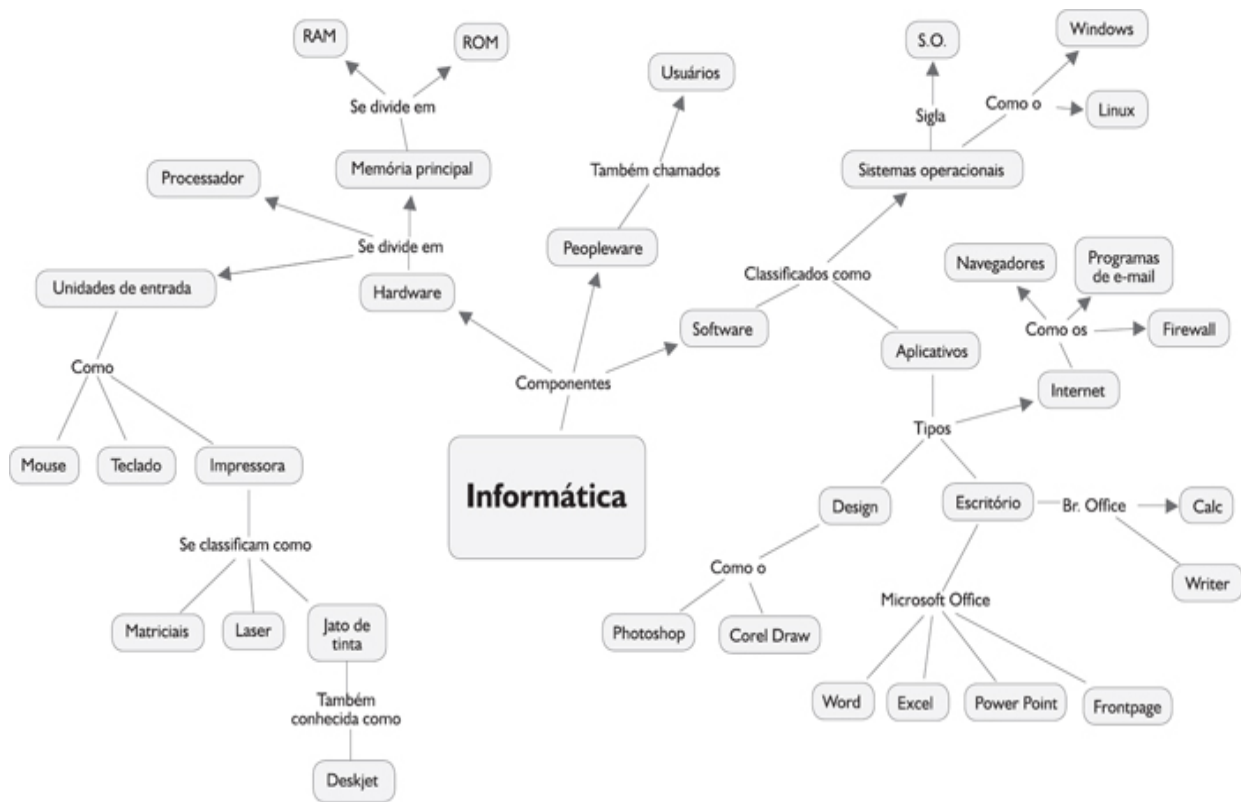 RAM
ROM
Se divide em
Memória principal
Processador
Se divide em
Unidades de entrada
Hardware
Como
Mouse
Teclado
Impressora
Se classificam como
Matriciais
Laser
Jato de
tinta
Também
conhecida como
Deskjet
Usuários
Também chamados
Peopleware
Componentes
Informática
S.O.
Windows
Sigla
Como o
Linux
Sistemas operacionais
Classificados como
Software
Aplicativos
Navegadores
Programas
de e-mail
Como os
Firewall
Internet
Tipos
Design
Como o
Photoshop
Corel Draw
Escritório
Br. Office
Calc
Writer
Microsoft Office
Word
Excel
Power Point
Frontpage